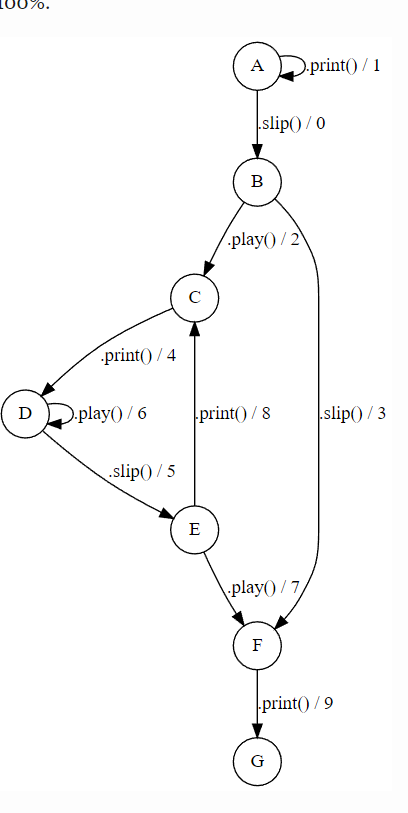 100%.
A
.print() / 1
.slip() / 0
B
.play() / 2
C
.print() / 4
D
.play() / 6
.print() / 8
.slip() / 3
.slip() / 5
E
.play() / 7
F
.print() / 9
G